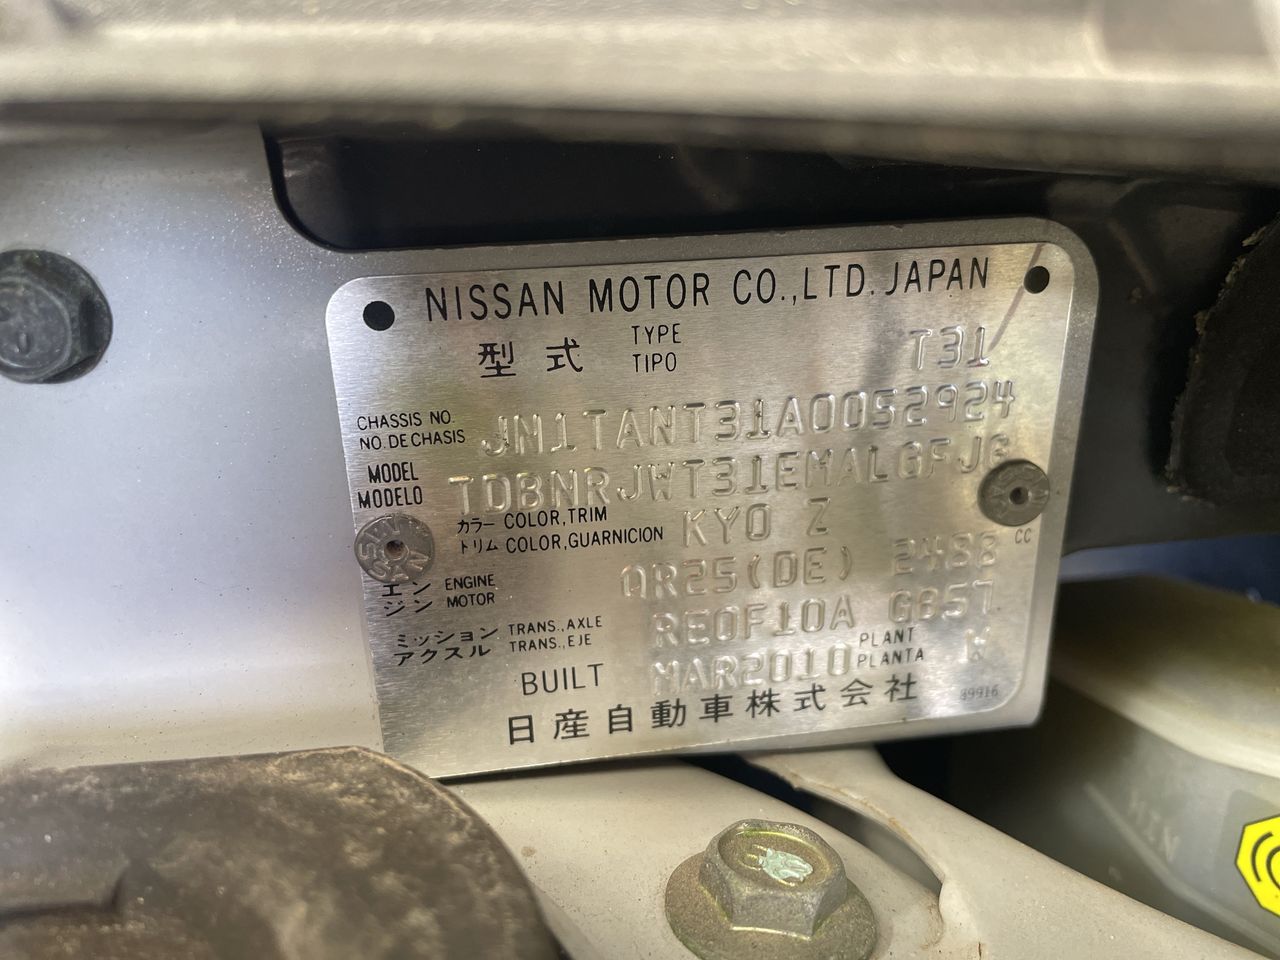 NISSAN MOTOR CO.,LTD. JAPAN
型式 TYPE TIPO T31
CHASSIS NO. NO. DE CHASIS JN1TANT31A0052924
MODEL MODELO TDBNRJWT31EMALGFJG
カラー COLOR,TRIM トリム COLOR,GUARNICION KY0 Z
エンジン ENGINE MOTOR QR25(DE) 2488 CC
ミッション TRANS.,AXLE アクスル TRANS.,EJE RE0F10A GB57
BUILT MAR2010 PLANT PLANTA W
日産自動車株式会社 89916